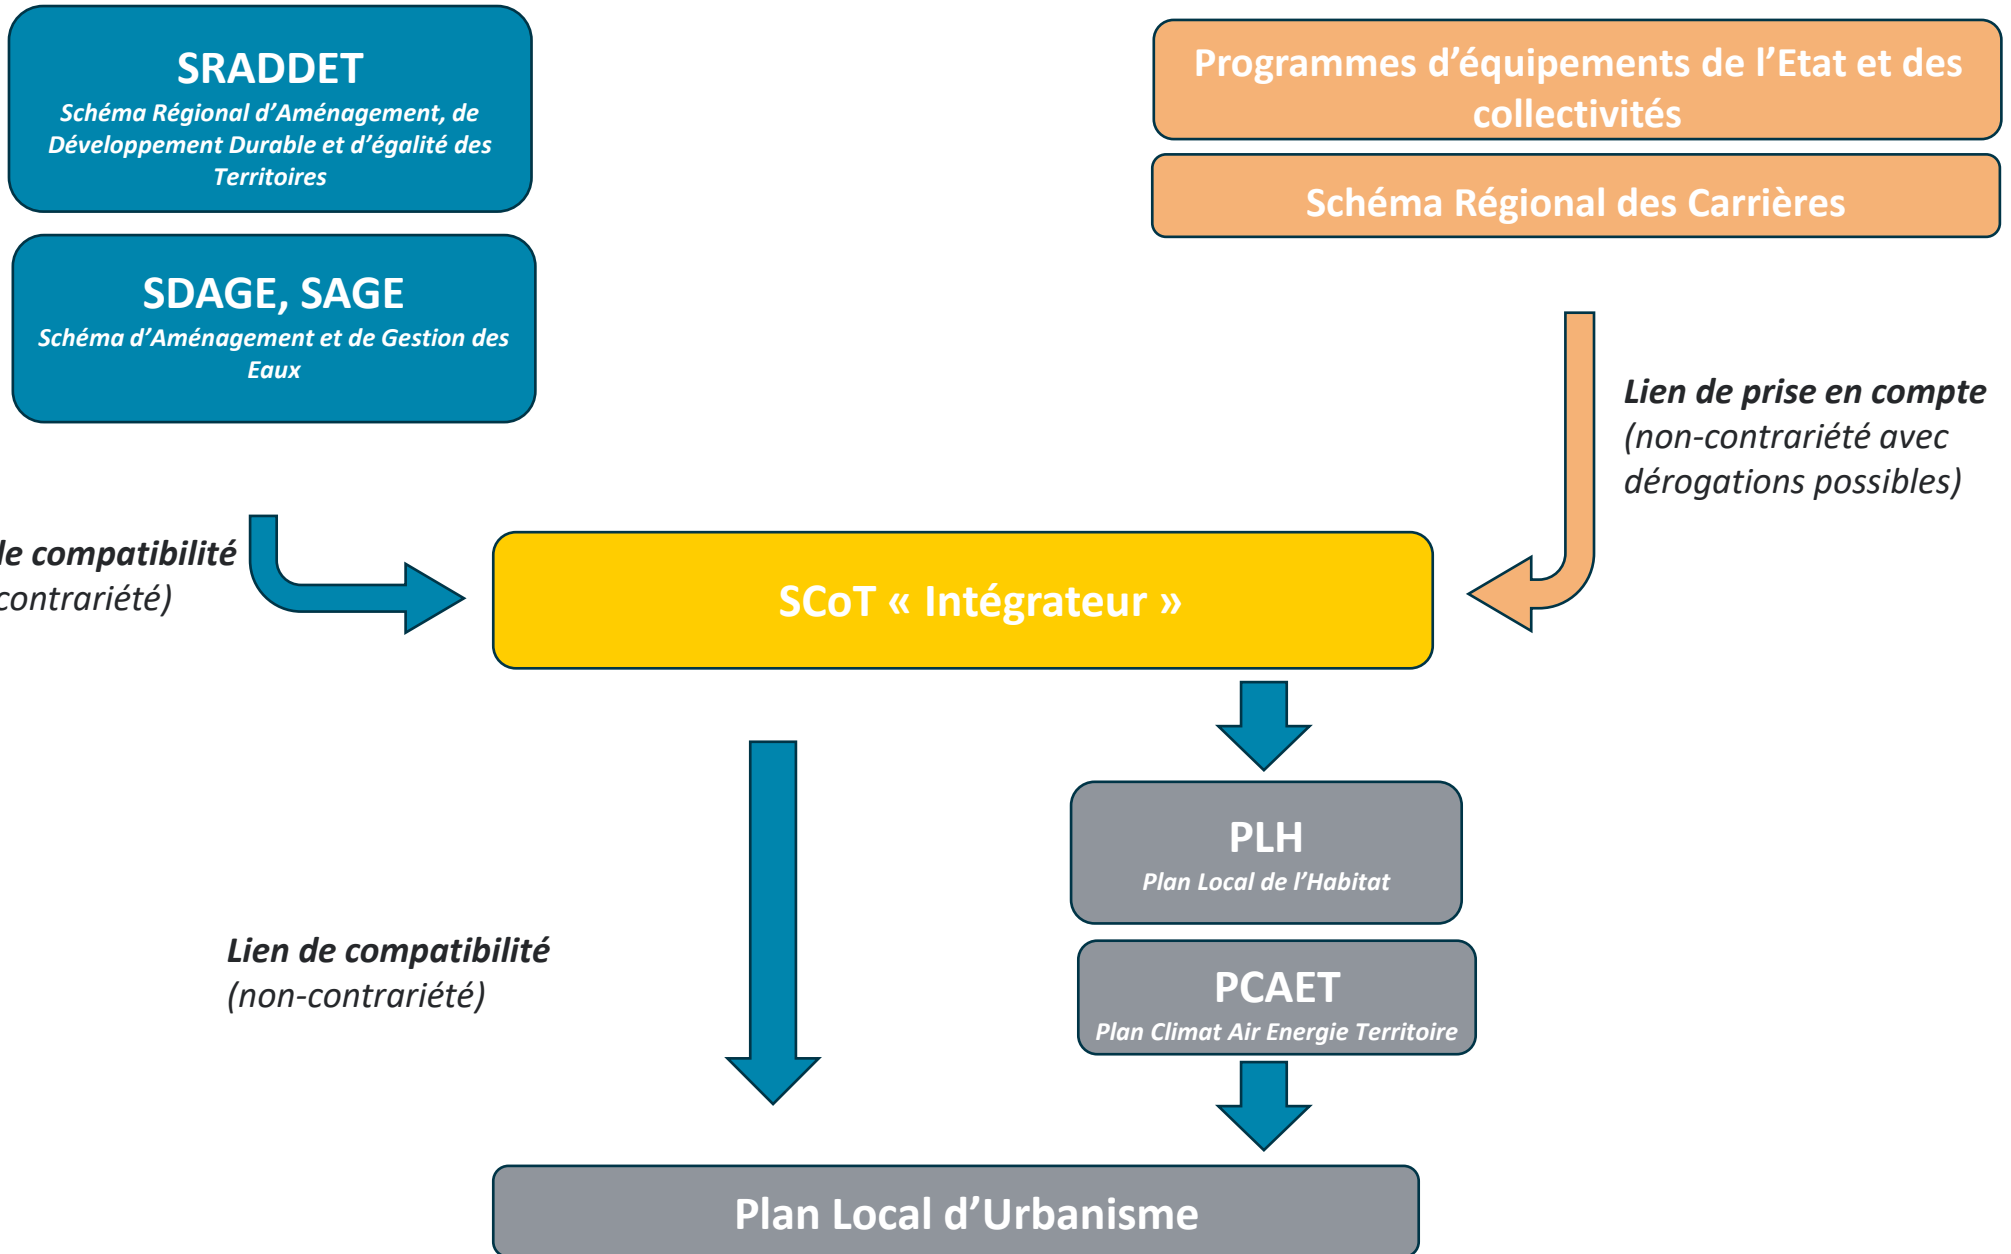 SRADDET
Schéma Régional d’Aménagement, de
Développement Durable et d’égalité des
Territoires
SDAGE, SAGE
Schéma d’Aménagement et de Gestion des
Eaux
Programmes d’équipements de l’Etat et des
collectivités
Schéma Régional des Carrières
Lien de prise en compte
(non-contrariété avec
dérogations possibles)
de compatibilité
contrariété)
SCoT « Intégrateur »
PLH
Plan Local de l’Habitat
PCAET
Plan Climat Air Energie Territoire
Lien de compatibilité
(non-contrariété)
Plan Local d’Urbanisme